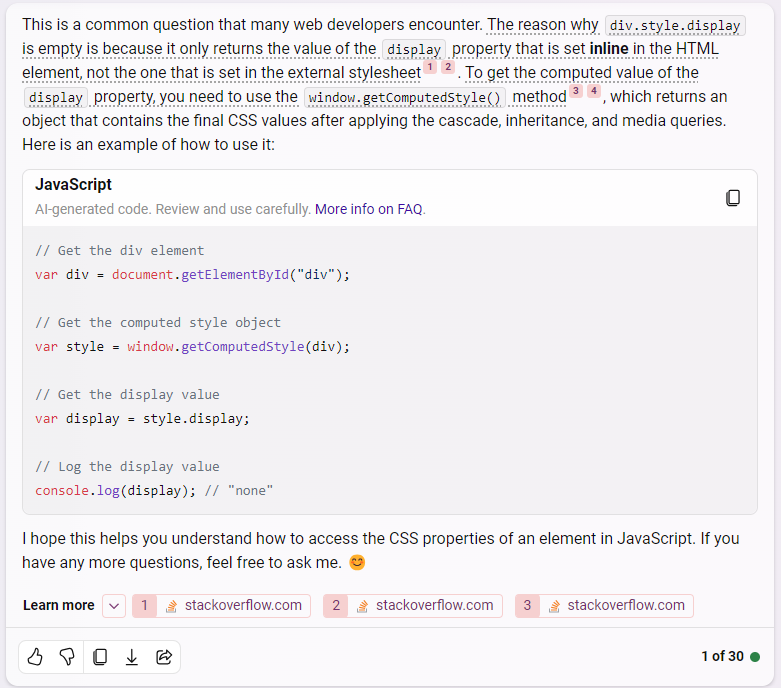 This is a common question that many web developers encounter. The reason why div.style.display
is empty is because it only returns the value of the display property that is set inline in the HTML
element, not the one that is set in the external stylesheet 1 2 . To get the computed value of the
display property, you need to use the window.getComputedStyle() method 3 4 , which returns an
object that contains the final CSS values after applying the cascade, inheritance, and media queries.
Here is an example of how to use it:
JavaScript
AI-generated code. Review and use carefully. More info on FAQ.
// Get the div element
var div = document.getElementById("div");
// Get the computed style object
var style = window.getComputedStyle(div);
// Get the display value
var display = style.display;
// Log the display value
console.log(display); // "none"
I hope this helps you understand how to access the CSS properties of an element in JavaScript. If you
have any more questions, feel free to ask me. 😊
Learn more 1 stackoverflow.com 2 stackoverflow.com 3 stackoverflow.com
1 of 30